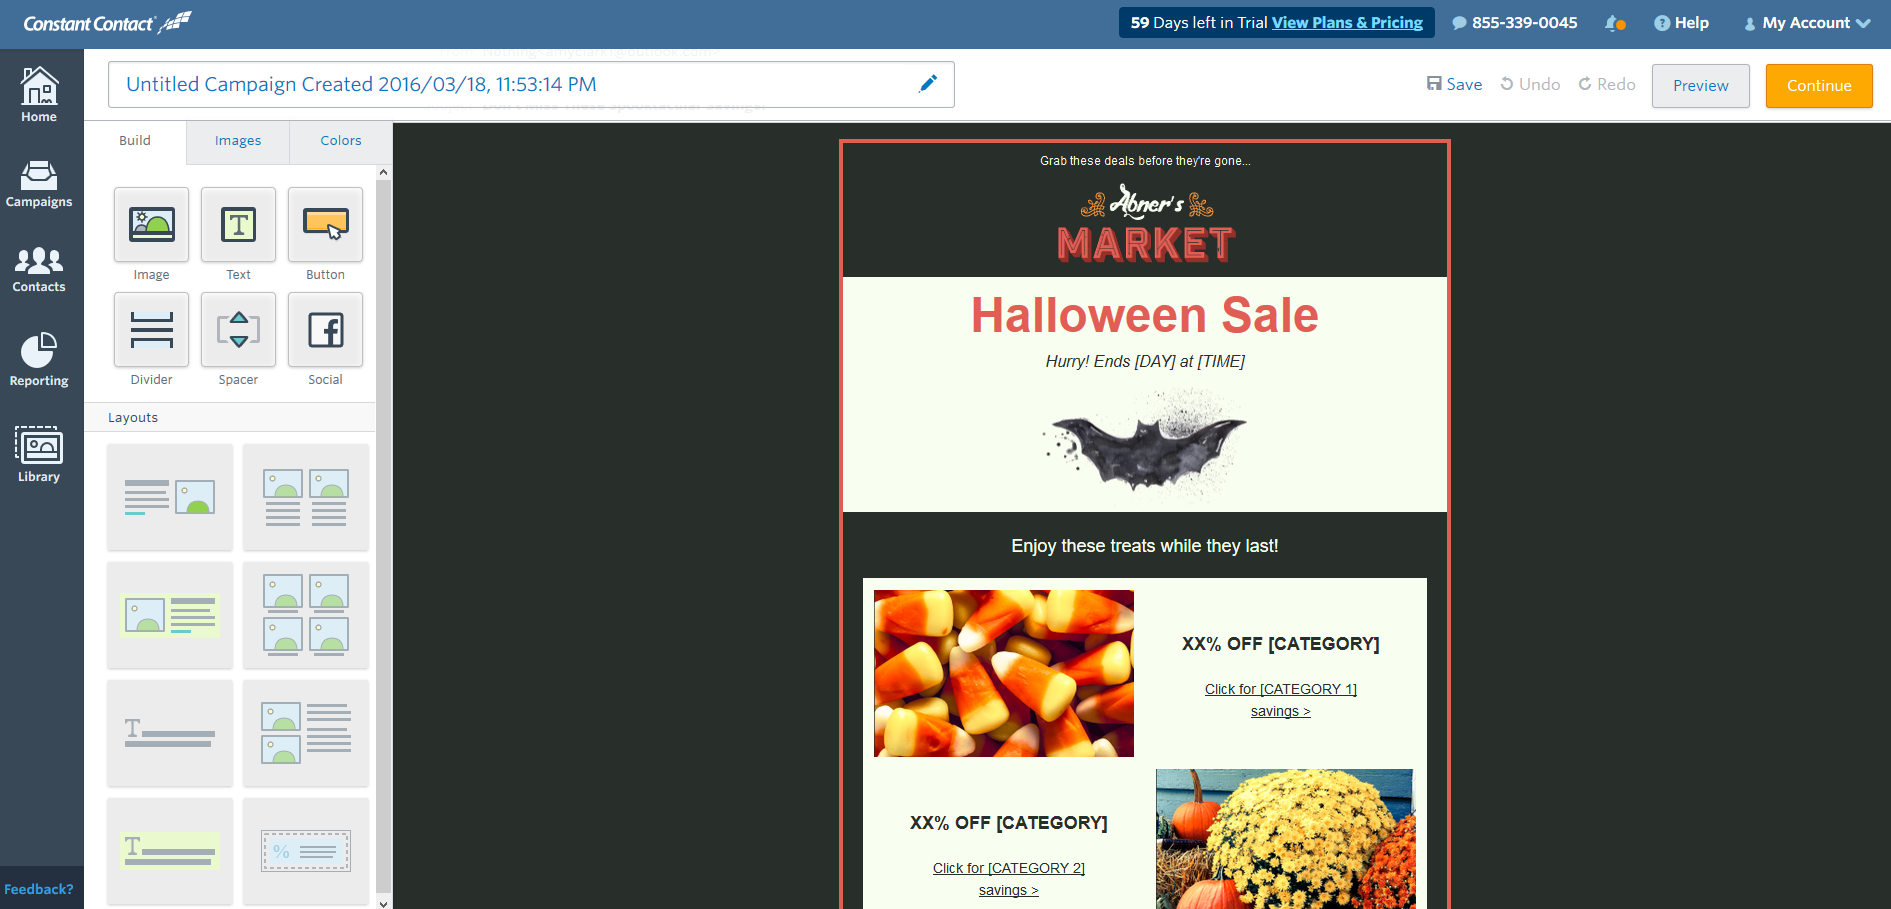 Constant Contact
59 Days left in Trial View Plans & Pricing
855-339-0045
Help
My Account
Untitled Campaign Created 2016/03/18, 11:53:14 PM
Save
Undo
Redo
Preview
Continue
Home
Campaigns
Contacts
Reporting
Library
Feedback?
Build
Images
Colors
Image
Text
Button
Divider
Spacer
Social
Layouts
Grab these deals before they're gone...
Abner's
MARKET
Halloween Sale
Hurry! Ends [DAY] at [TIME]
Enjoy these treats while they last!
XX% OFF [CATEGORY]
Click for [CATEGORY 1]
savings >
XX% OFF [CATEGORY]
Click for [CATEGORY 2]
savings >